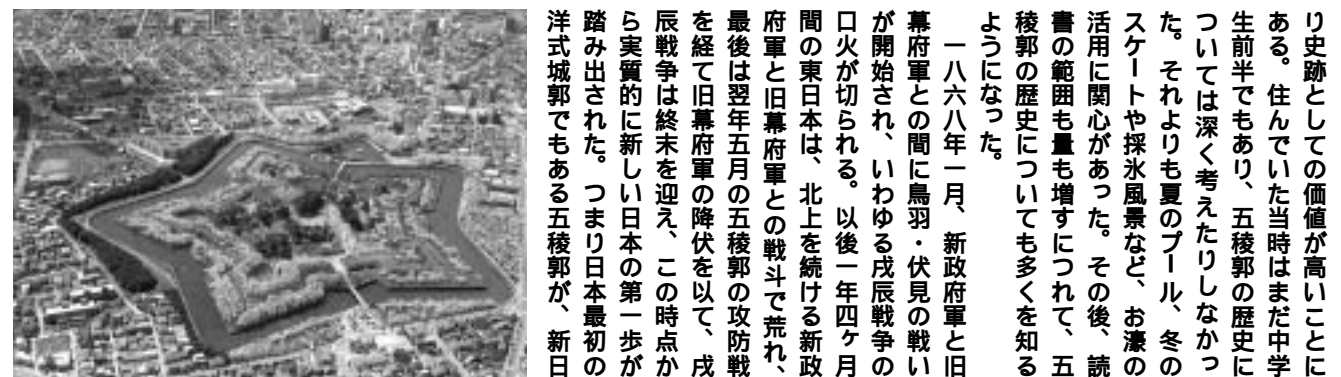 り史跡としての価値が高いことに
ある。住んでいた当時はまだ中学
生前半でもあり、五稜郭の歴史に
ついては深く考えたりしなかっ
た。それよりも夏のプール、冬の
スケートや採氷風景など、お濠の
活用に関心があった。その後、読
書の範囲も量も増すにつれて、五
稜郭の歴史についても多くを知る
ようになった。
一八六八年一月、新政府軍と旧
幕府軍との間に鳥羽・伏見の戦い
が開始され、いわゆる戌辰戦争の
口火が切られる。以後一年四ヶ月
間の東日本は、北上を続ける新政
府軍と旧幕府軍との戦斗で荒れ、
最後は翌年五月の五稜郭の攻防戦
を経て旧幕府軍の降伏を以て、戌
辰戦争は終末を迎え、この時点か
ら実質的に新しい日本の第一歩が
踏み出された。つまり日本最初の
洋式城郭でもある五稜郭が、新日